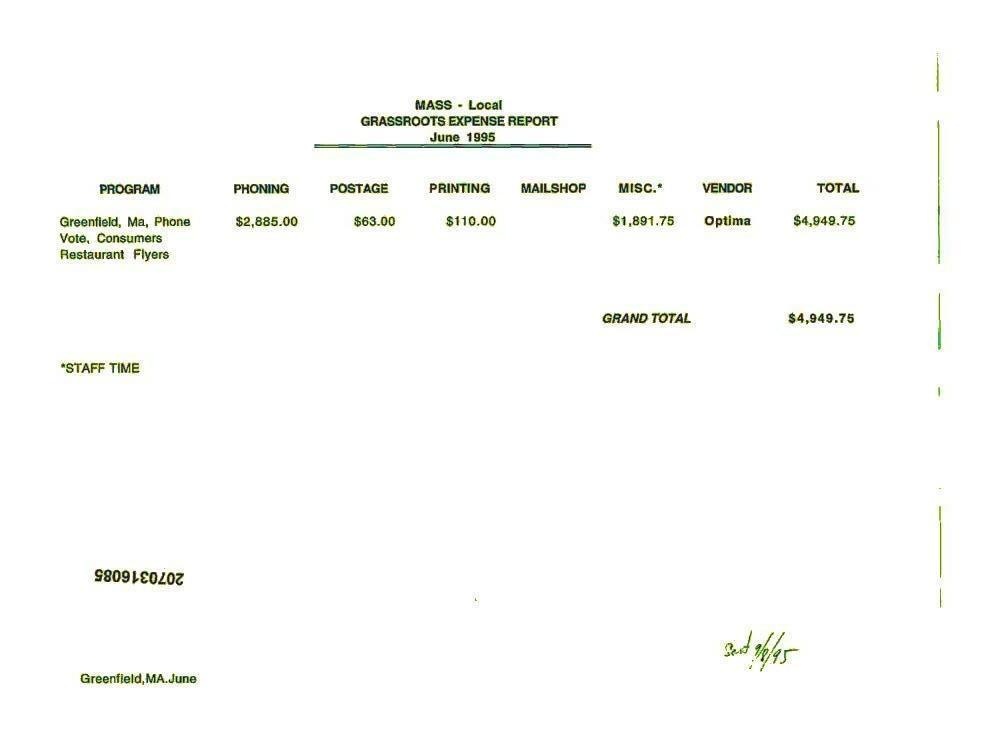 MASS - Local
GRASSROOTS EXPENSE REPORT
June 1995
PROGRAM PHONING POSTAGE PRINTING MAILSHOP MISC.* VENDOR TOTAL
Greenfield, Ma, Phone $2,885.00 $63.00 $110.00 $1,891.75 Optima $4,949.75
Vote, Consumers
Restaurant Flyers
GRAND TOTAL $4,949.75
*STAFF TIME
2070316085
Sent 9/8/95
Greenfield,MA.June